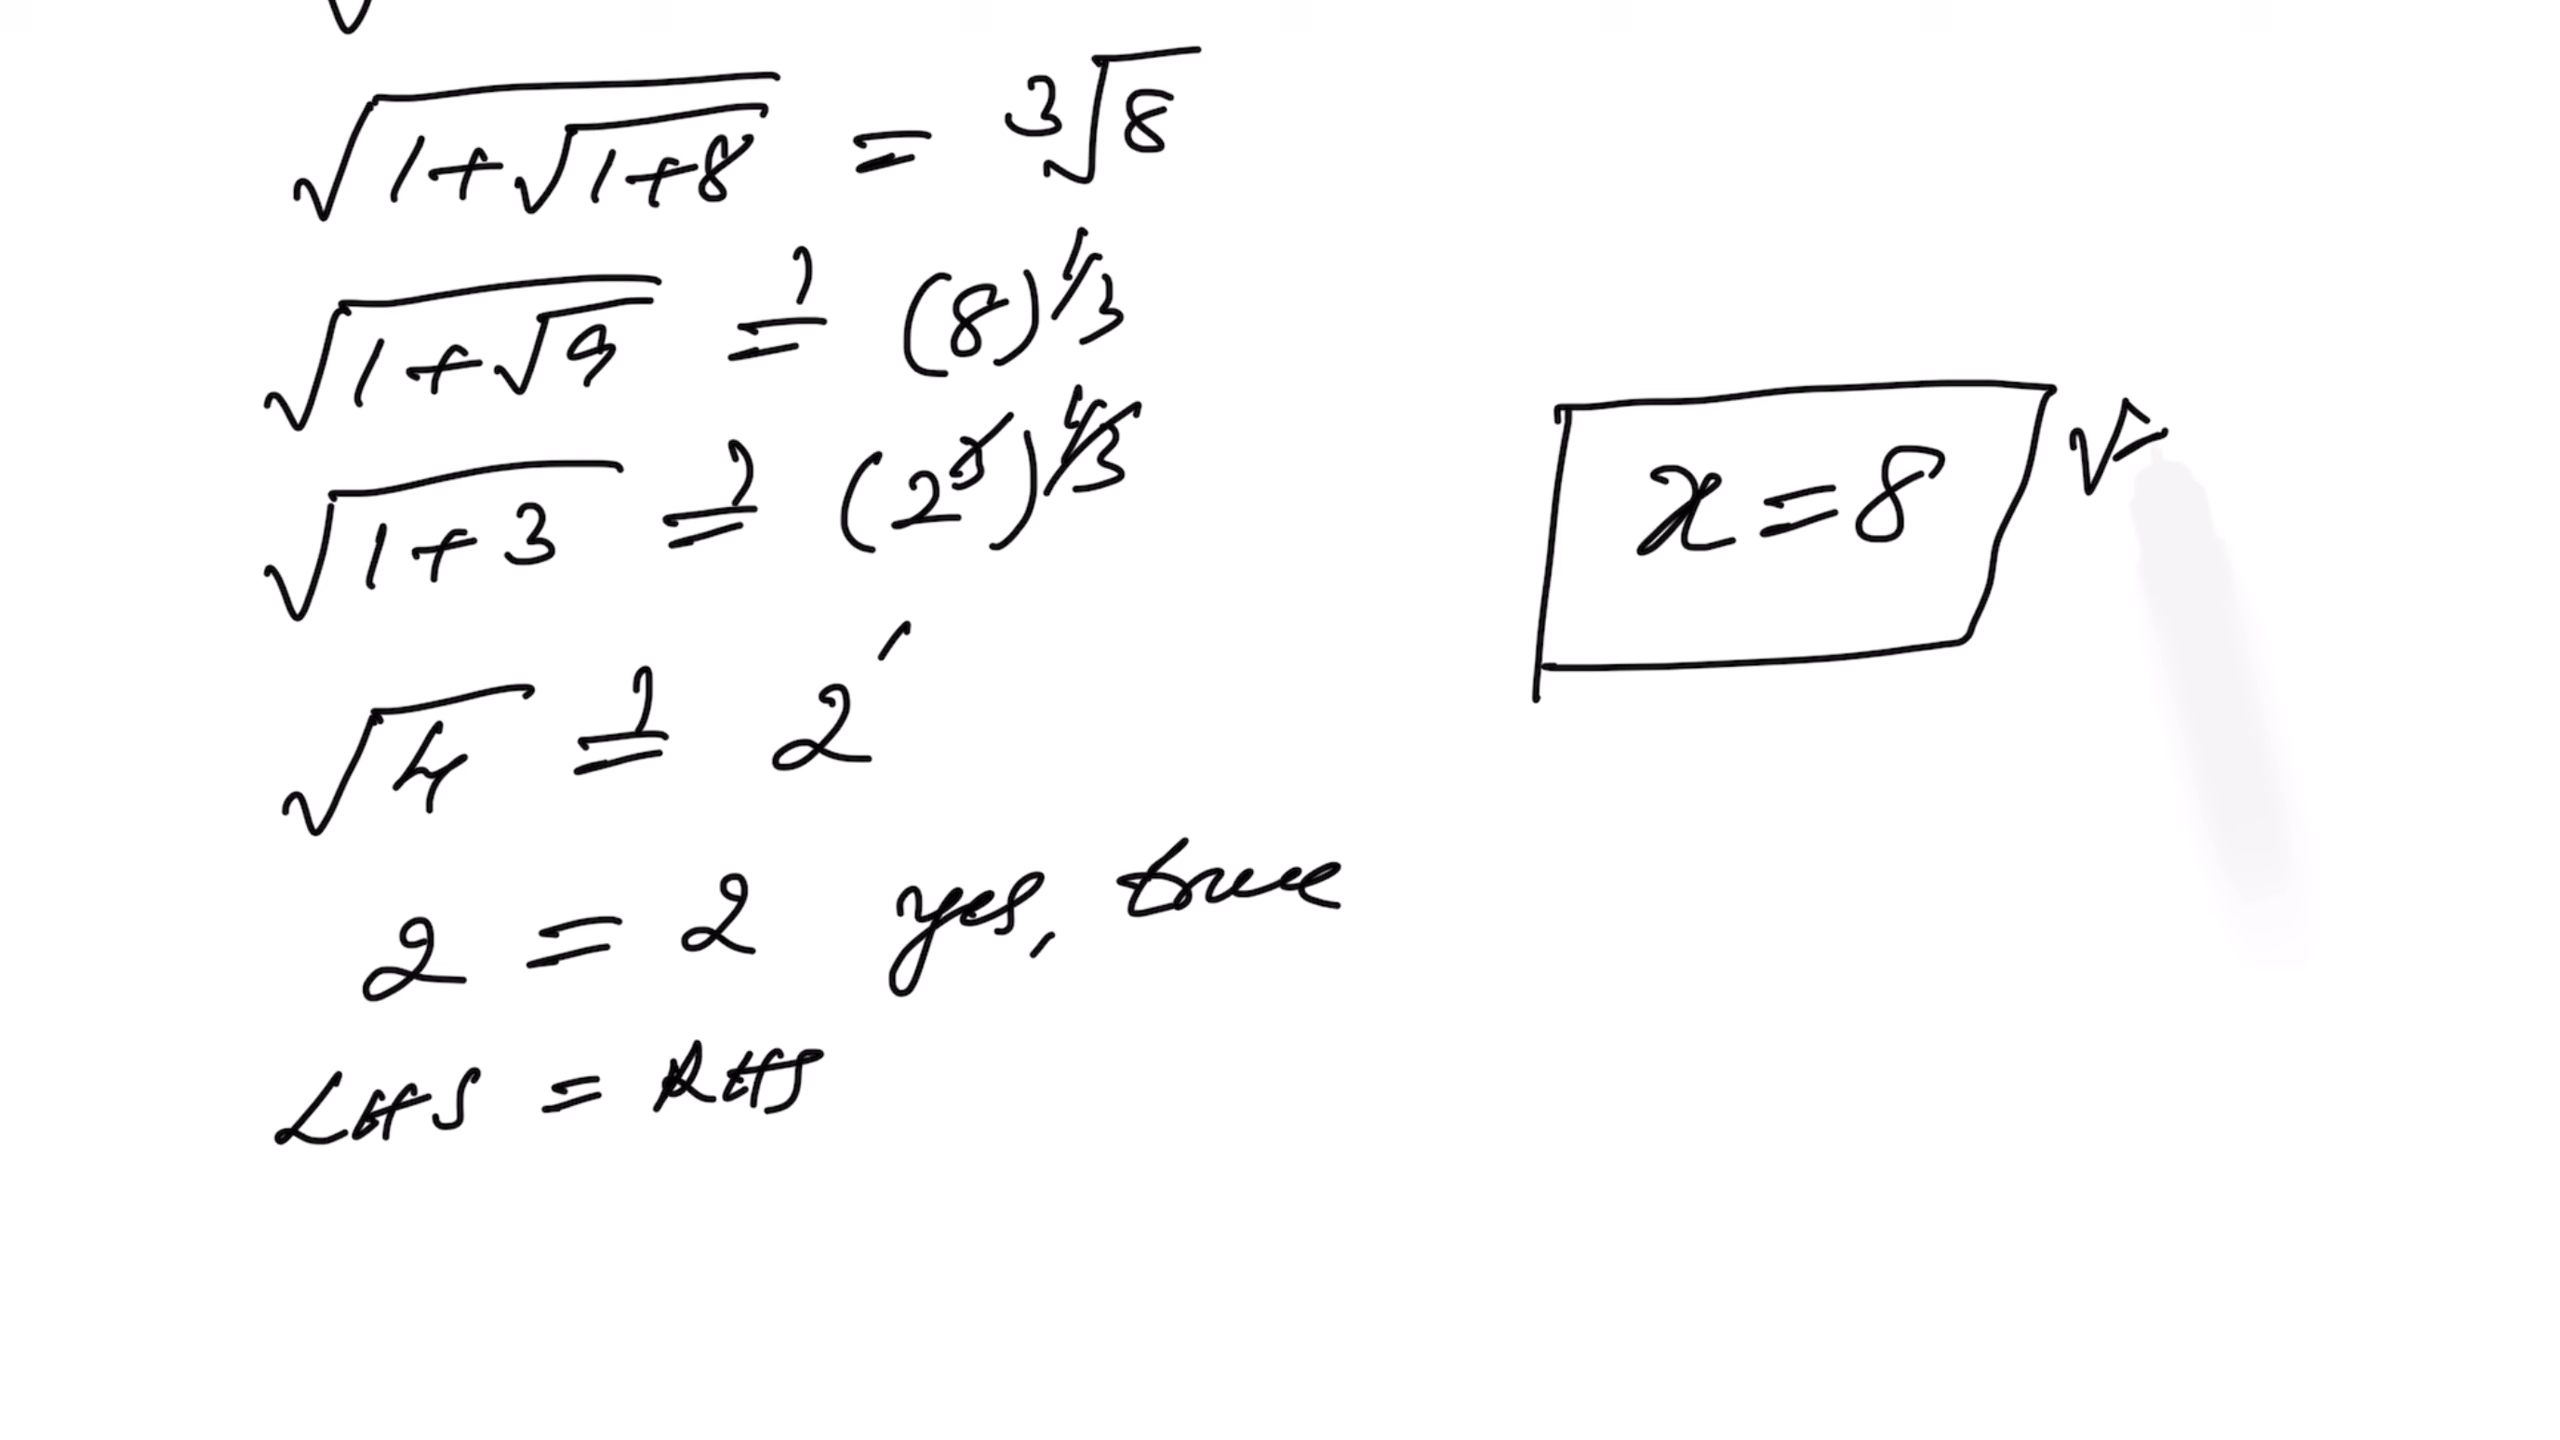 √(1+√(1+8)) = ∛8
√(1+√9) ≟ (8)^1/3
√(1+3) ≟ (2^3)^1/3
√4 ≟ 2
2 = 2 yes, true
LHS = RHS
x = 8